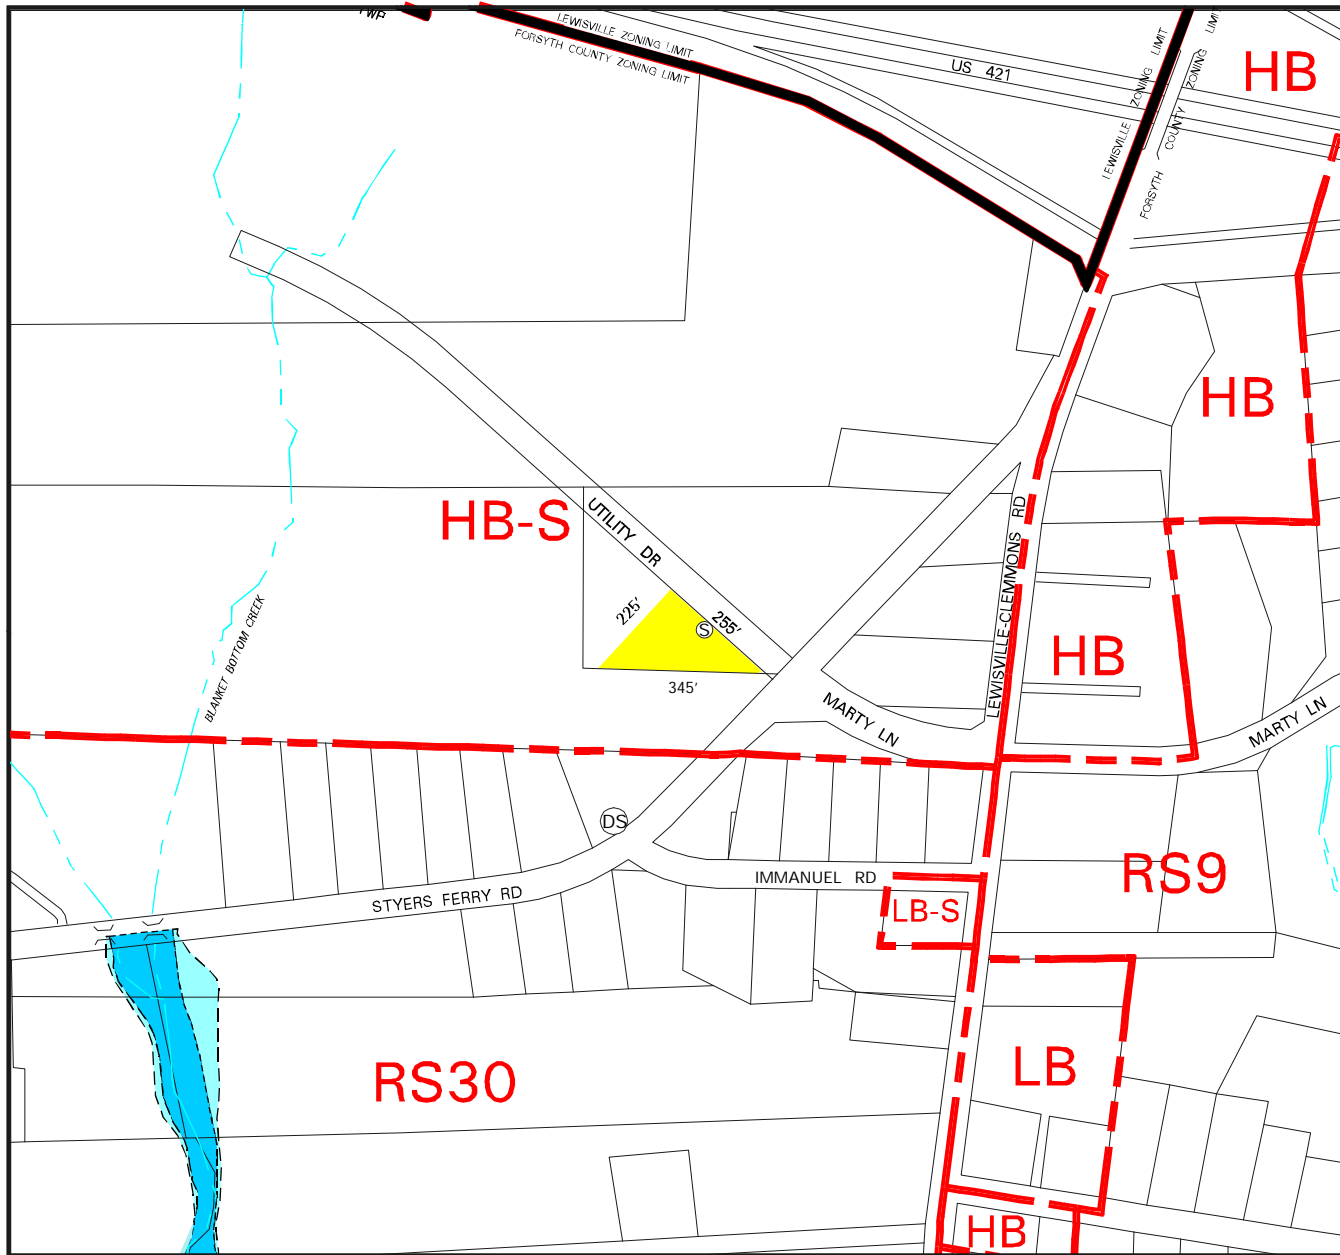 TWP
LEWISVILLE ZONING LIMIT
FORSYTH COUNTY ZONING LIMIT
US 421
LEWISVILLE ZONING LIMIT
FORSYTH COUNTY ZONING LIMIT
HB
HB
HB-S
UTILITY DR
LEWISVILLE-CLEMMONS RD
225'
255'
S
345'
HB
BLANKET BOTTOM CREEK
MARTY LN
MARTY LN
DS
IMMANUEL RD
RS9
STYERS FERRY RD
LB-S
RS30
LB
HB